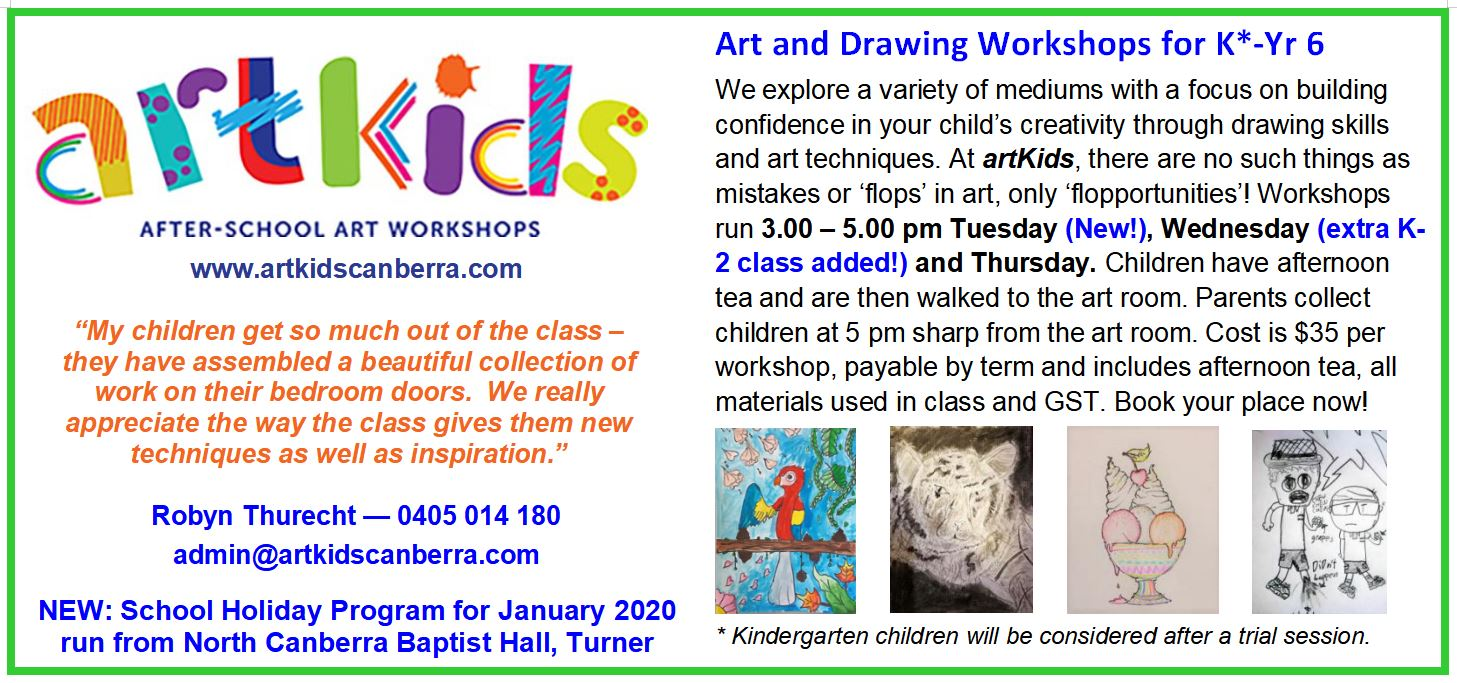 artkids
AFTER-SCHOOL ART WORKSHOPS
www.artkidscanberra.com
“My children get so much out of the class –
they have assembled a beautiful collection of
work on their bedroom doors.  We really
appreciate the way the class gives them new
techniques as well as inspiration.”
Robyn Thurecht — 0405 014 180
admin@artkidscanberra.com
NEW: School Holiday Program for January 2020
run from North Canberra Baptist Hall, Turner
Art and Drawing Workshops for K*-Yr 6
We explore a variety of mediums with a focus on building
confidence in your child’s creativity through drawing skills
and art techniques. At artKids, there are no such things as
mistakes or ‘flops’ in art, only ‘flopportunities’! Workshops
run 3.00 – 5.00 pm Tuesday (New!), Wednesday (extra K-
2 class added!) and Thursday. Children have afternoon
tea and are then walked to the art room. Parents collect
children at 5 pm sharp from the art room. Cost is $35 per
workshop, payable by term and includes afternoon tea, all
materials used in class and GST. Book your place now!
grapes
Didn't
happen
* Kindergarten children will be considered after a trial session.